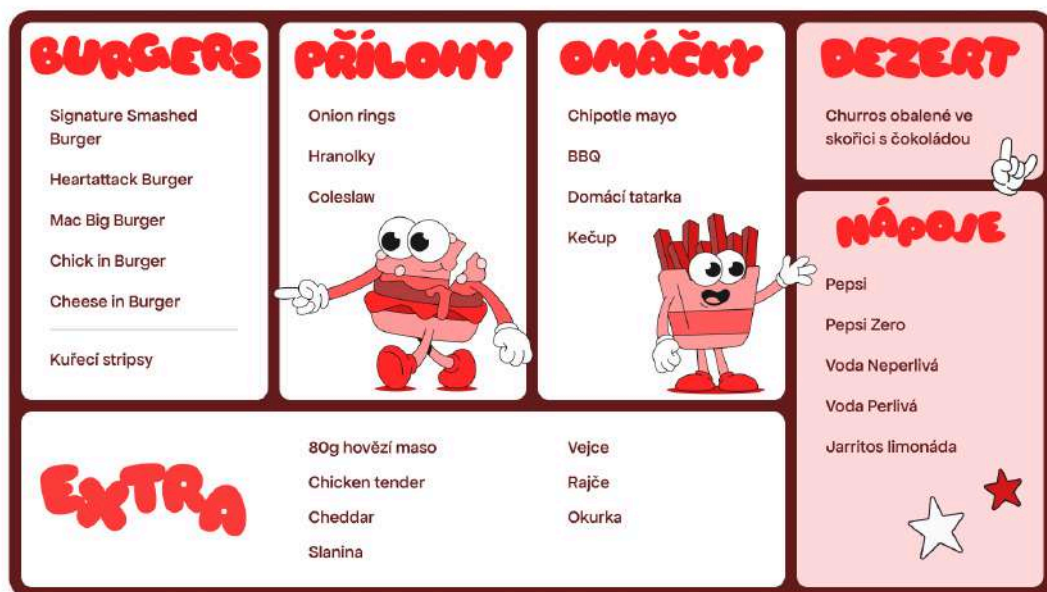 BURGERS
Signature Smashed
Burger
Heartattack Burger
Mac Big Burger
Chick in Burger
Cheese in Burger
Kuřecí stripsy
PŘÍLOHY
Onion rings
Hranolky
Coleslaw
OMÁČKY
Chipotle mayo
BBQ
Domácí tatarka
Kečup
DEZERT
Churros obalené ve
skořici s čokoládou
NÁPOJE
Pepsi
Pepsi Zero
Voda Neperlivá
Voda Perlivá
Jarritos limonáda
EXTRA
80g hovězí maso
Chicken tender
Cheddar
Slanina
Vejce
Rajče
Okurka